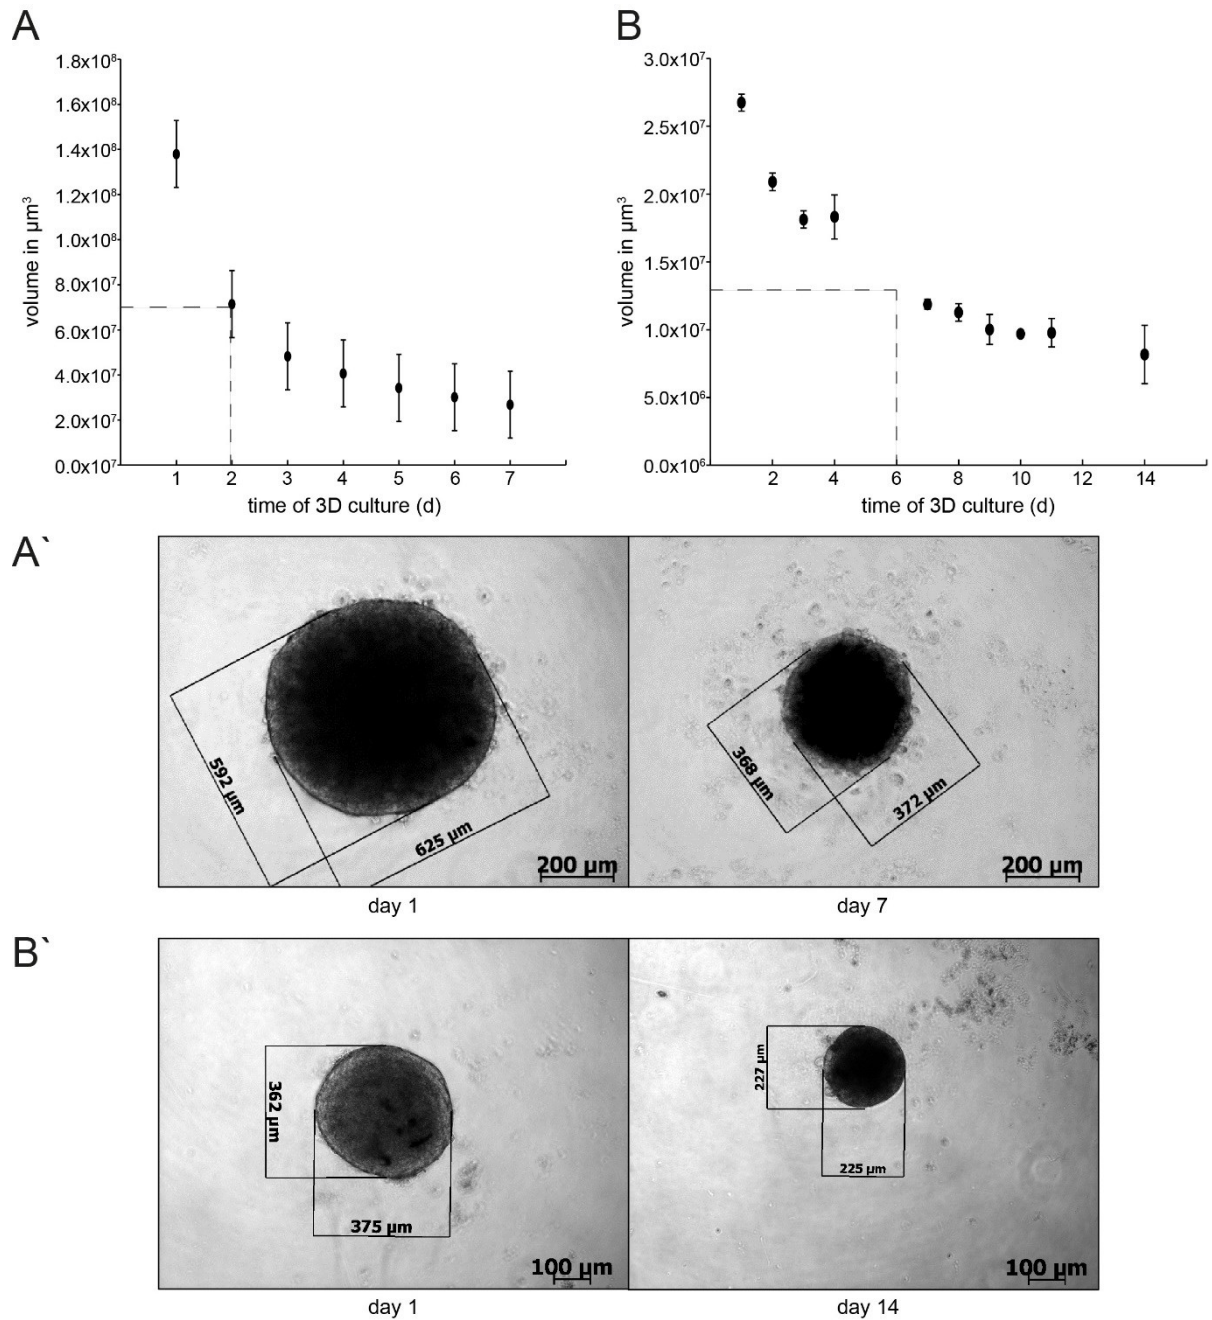 A
B
1.8x10⁸
1.6x10⁸
1.4x10⁸
1.2x10⁸
1.0x10⁸
8.0x10⁷
6.0x10⁷
4.0x10⁷
2.0x10⁷
0.0x10⁷
volume in µm³
1 2 3 4 5 6 7
time of 3D culture (d)
3.0x10⁷
2.5x10⁷
2.0x10⁷
1.5x10⁷
1.0x10⁷
5.0x10⁶
0.0x10⁶
volume in µm³
2 4 6 8 10 12 14
time of 3D culture (d)
A`
592 µm
625 µm
200 µm
368 µm
372 µm
200 µm
day 1
day 7
B`
362 µm
375 µm
100 µm
227 µm
225 µm
100 µm
day 1
day 14